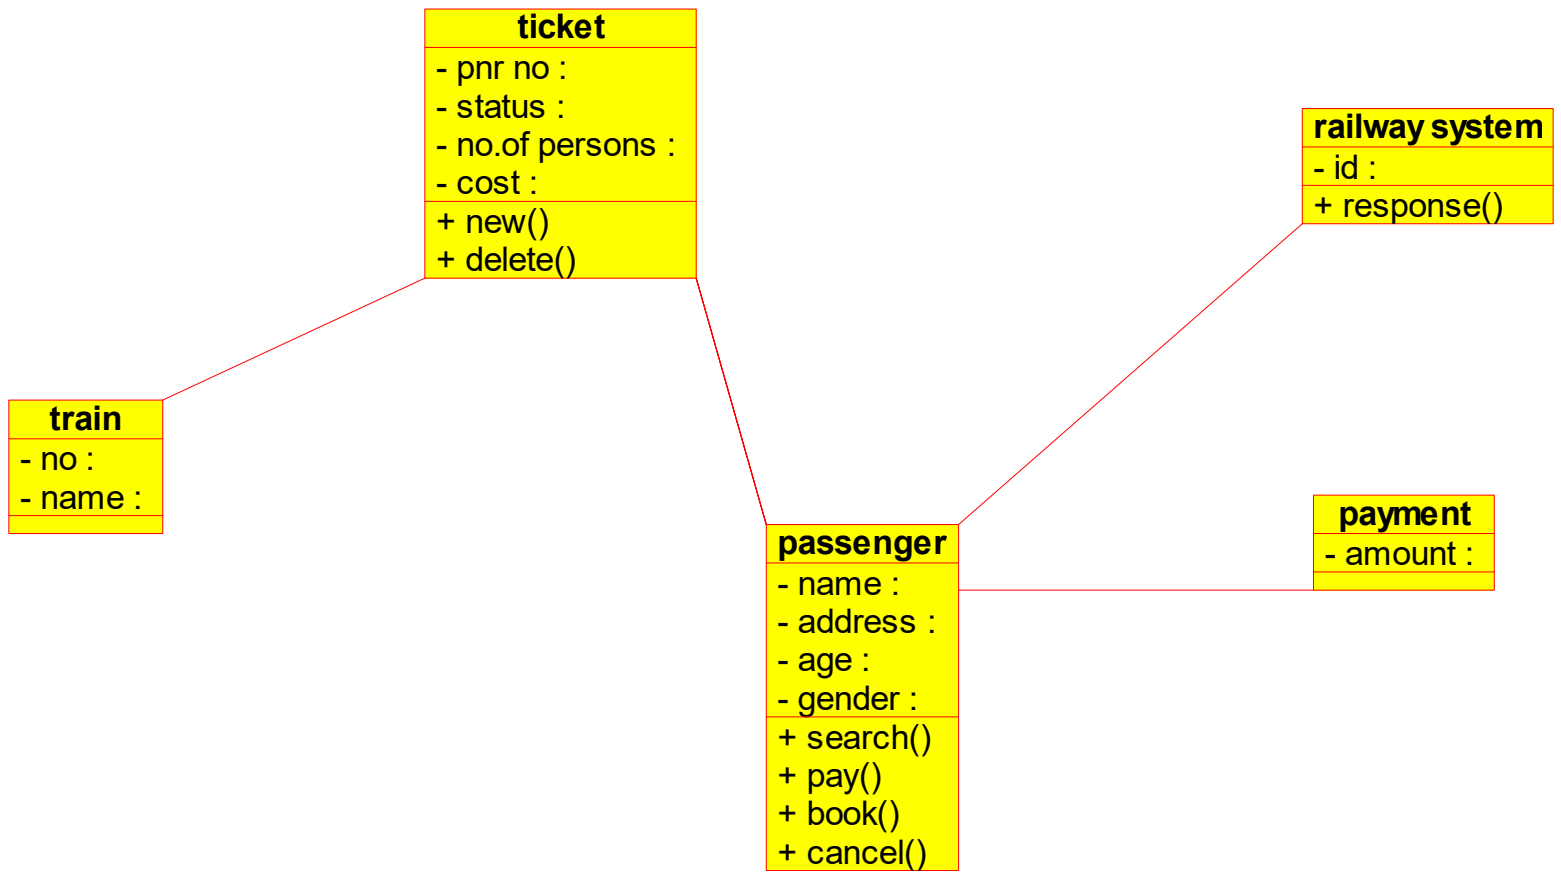 ticket
- pnr no :
- status :
- no.of persons :
- cost :
+ new()
+ delete()
railway system
- id :
+ response()
train
- no :
- name :
passenger
- name :
- address :
- age :
- gender :
+ search()
+ pay()
+ book()
+ cancel()
payment
- amount :